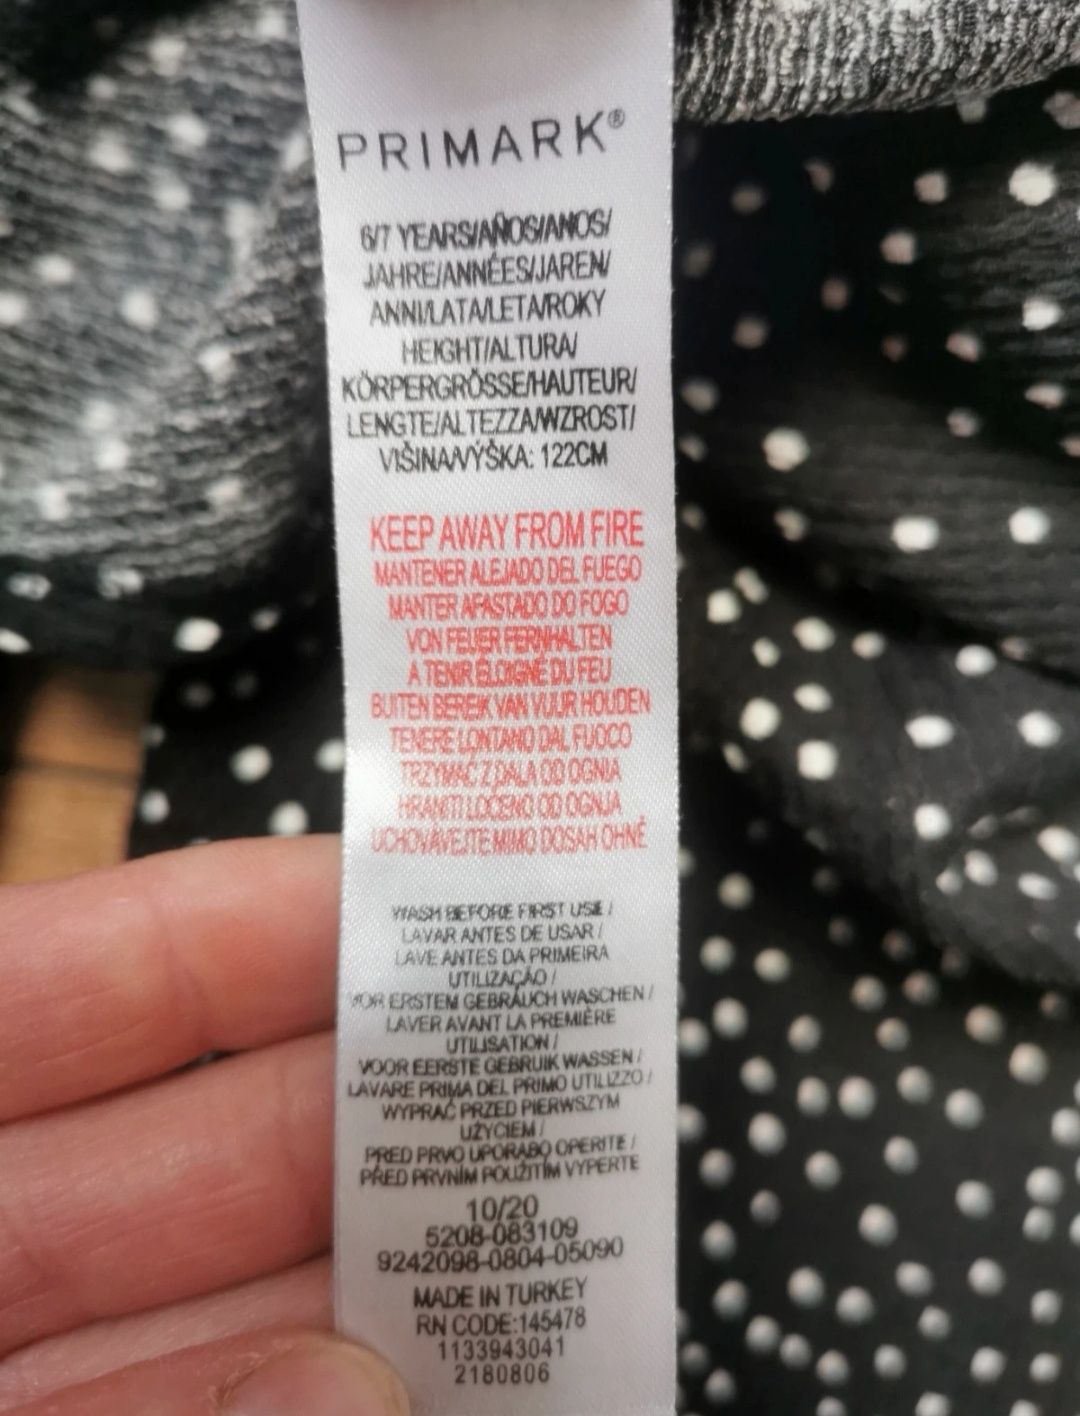 PRIMARK®
6/7 YEARS/AÑOS/ANOS/
JAHRE/ANNÉES/JAREN/
ANNI/LATA/LETA/ROKY
HEIGHT/ALTURA/
KÖRPERGRÖSSE/HAUTEUR/
LENGTE/ALTEZZA/WZROST/
VIŠINA/VÝŠKA: 122CM
KEEP AWAY FROM FIRE
MANTENER ALEJADO DEL FUEGO
MANTER AFASTADO DO FOGO
VON FEUER FERNHALTEN
A TENIR ÉLOIGNÉ DU FEU
BUITEN BEREIK VAN VUUR HOUDEN
TENERE LONTANO DAL FUOCO
TRZYMAĆ Z DALA OD OGNIA
HRANITI LOČENO OD OGNJA
UCHOVÁVEJTE MIMO DOSAH OHNĚ
WASH BEFORE FIRST USE /
LAVAR ANTES DE USAR /
LAVE ANTES DA PRIMEIRA
UTILIZAÇÃO /
VOR ERSTEM GEBRAUCH WASCHEN /
LAVER AVANT LA PREMIÈRE
UTILISATION /
VOOR EERSTE GEBRUIK WASSEN /
LAVARE PRIMA DEL PRIMO UTILIZZO /
WYPRAĆ PRZED PIERWSZYM
UŻYCIEM /
PRED PRVO UPORABO OPERITE /
PŘED PRVNÍM POUŽITÍM VYPERTE
10/20
5208-083109
9242098-0804-05090
MADE IN TURKEY
RN CODE:145478
1133943041
2180806